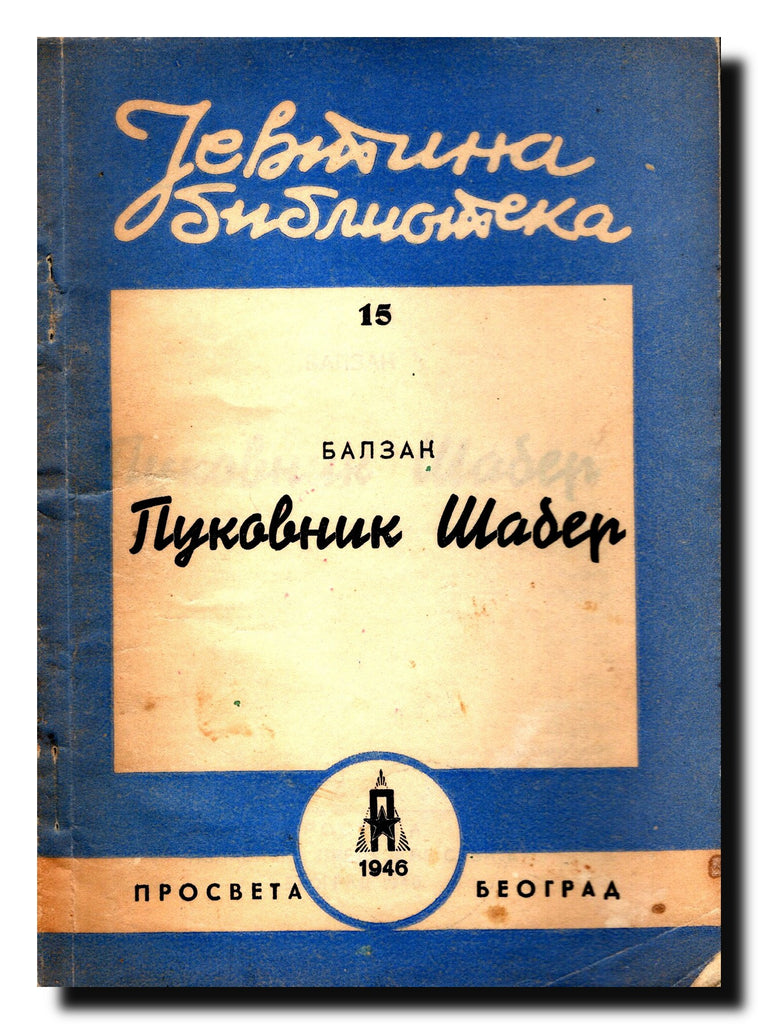 Јевтина
библиотека
15
БАЛЗАК
Пуковник Шабер
П
1946
ПРОСВЕТА БЕОГРАД